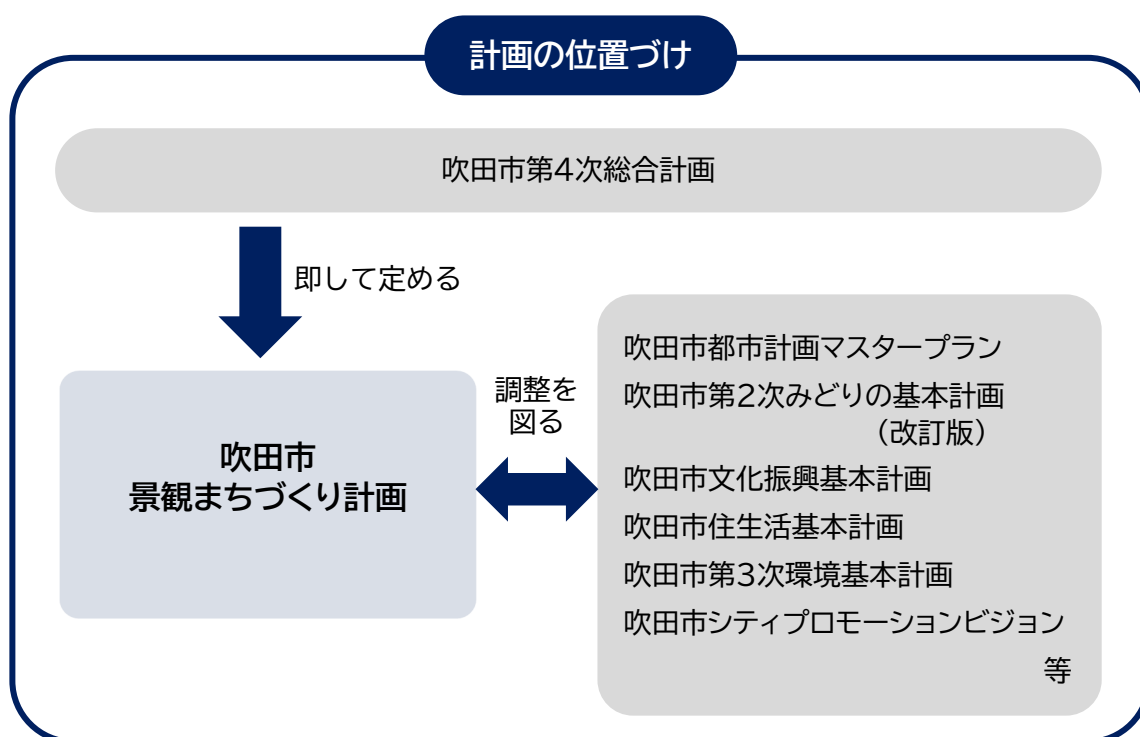 計画の位置づけ
吹田市第4次総合計画
即して定める
吹田市
景観まちづくり計画
調整を
図る
吹田市都市計画マスタープラン
吹田市第2次みどりの基本計画
（改訂版）
吹田市文化振興基本計画
吹田市住生活基本計画
吹田市第3次環境基本計画
吹田市シティプロモーションビジョン
等